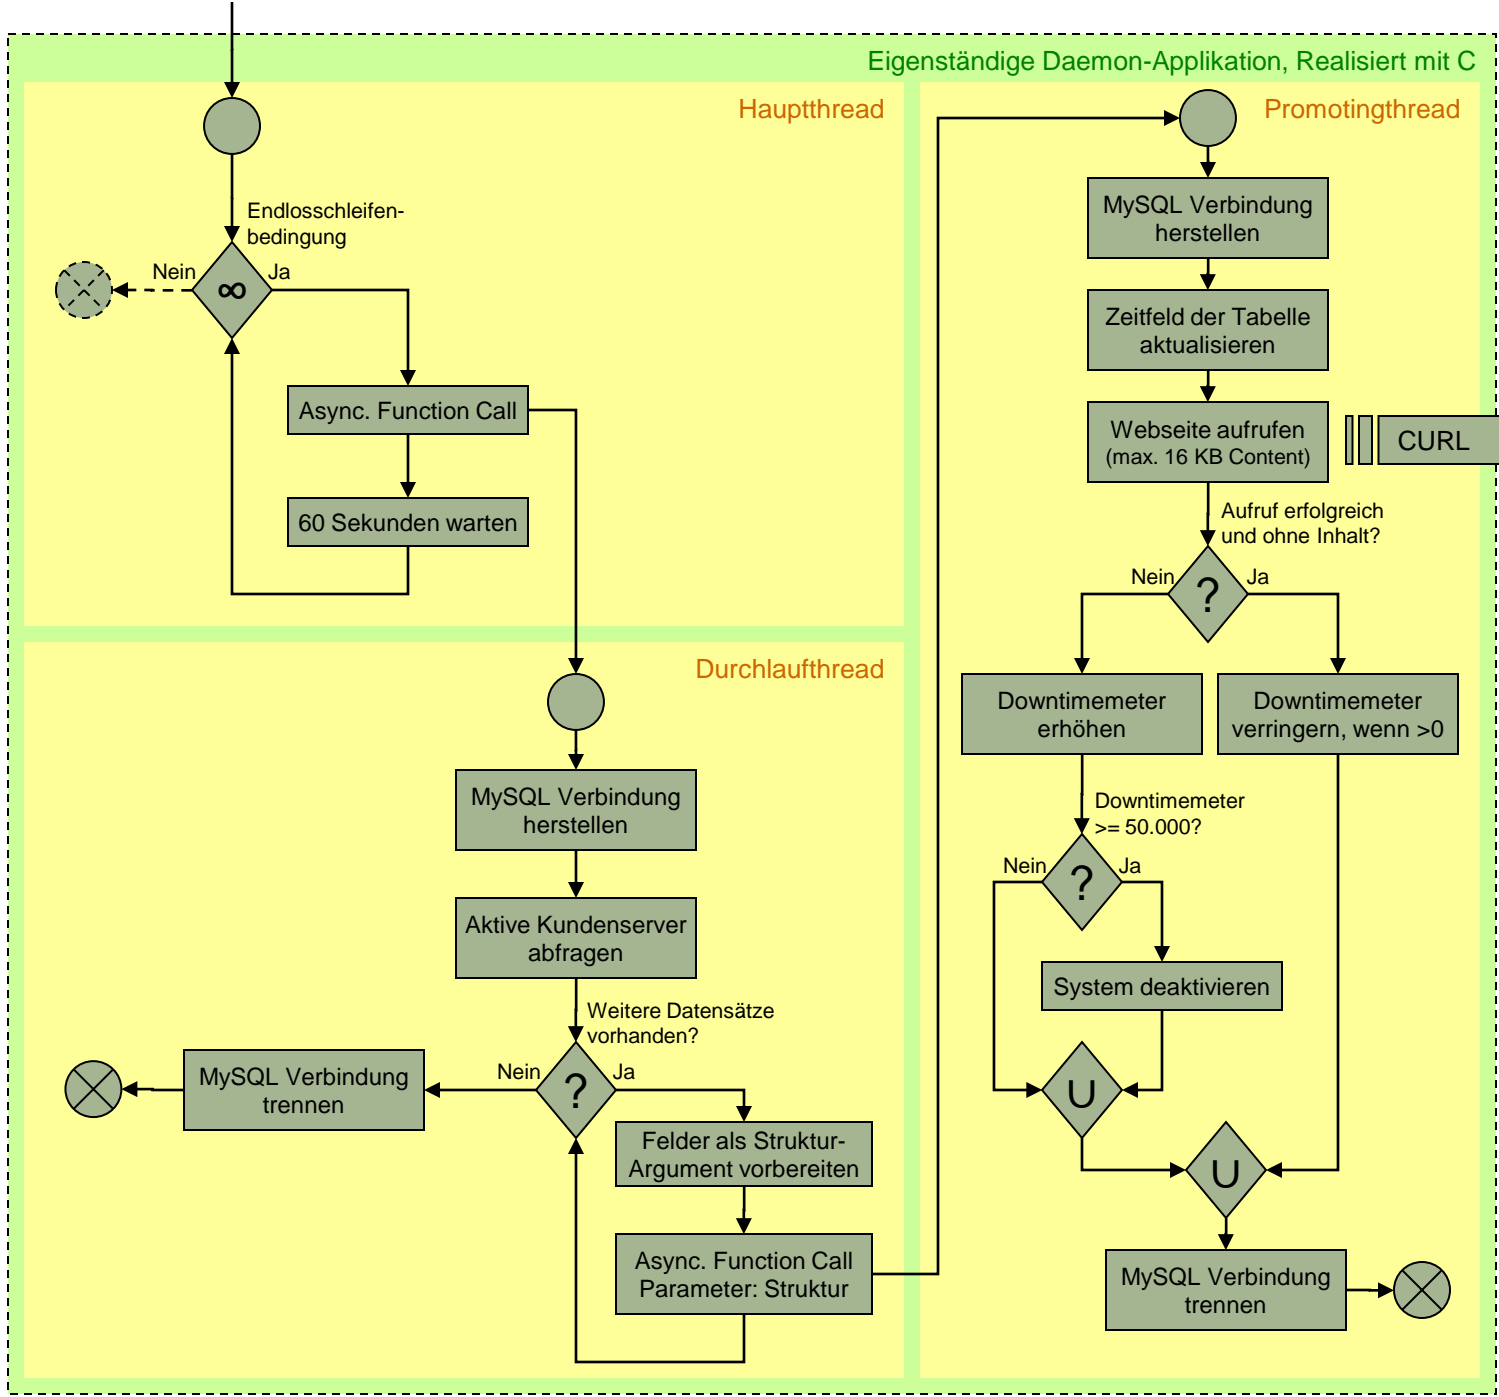 Eigenständige Daemon-Applikation, Realisiert mit C
Hauptthread
Endlosschleifen-
bedingung
Nein
Ja
∞
Async. Function Call
60 Sekunden warten
Durchlaufthread
MySQL Verbindung
herstellen
Aktive Kundenserver
abfragen
Weitere Datensätze
vorhanden?
Nein
Ja
?
MySQL Verbindung
trennen
Felder als Struktur-
Argument vorbereiten
Async. Function Call
Parameter: Struktur
Promotingthread
MySQL Verbindung
herstellen
Zeitfeld der Tabelle
aktualisieren
Webseite aufrufen
(max. 16 KB Content)
CURL
Aufruf erfolgreich
und ohne Inhalt?
Nein
Ja
?
Downtimemeter
erhöhen
Downtimemeter
verringern, wenn >0
Downtimemeter
>= 50.000?
Nein
Ja
?
System deaktivieren
U
U
MySQL Verbindung
trennen